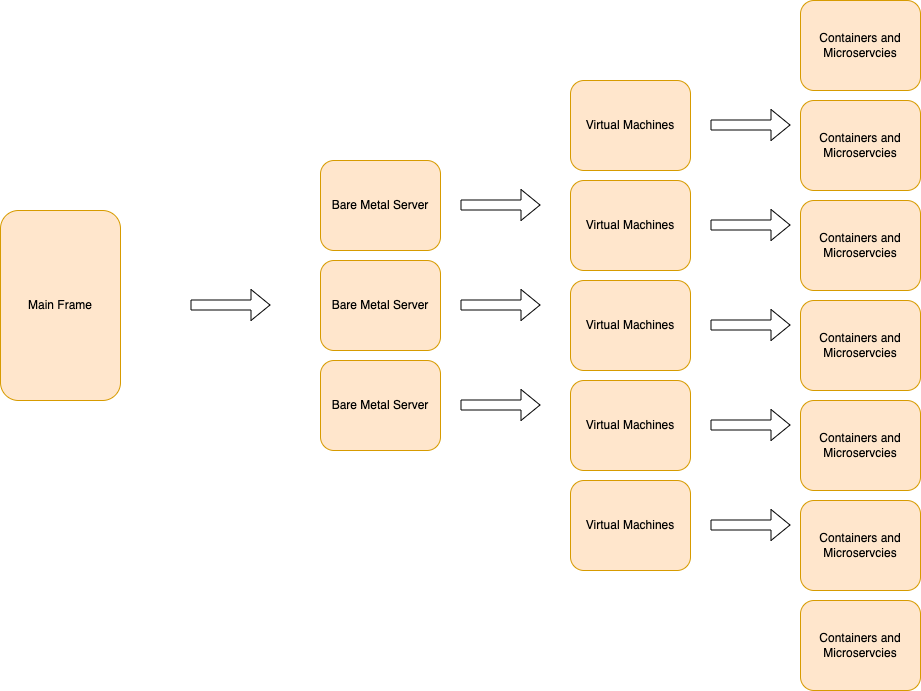 Main Frame
Bare Metal Server
Bare Metal Server
Bare Metal Server
Virtual Machines
Virtual Machines
Virtual Machines
Virtual Machines
Virtual Machines
Containers and
Microservcies
Containers and
Microservcies
Containers and
Microservcies
Containers and
Microservcies
Containers and
Microservcies
Containers and
Microservcies
Containers and
Microservcies